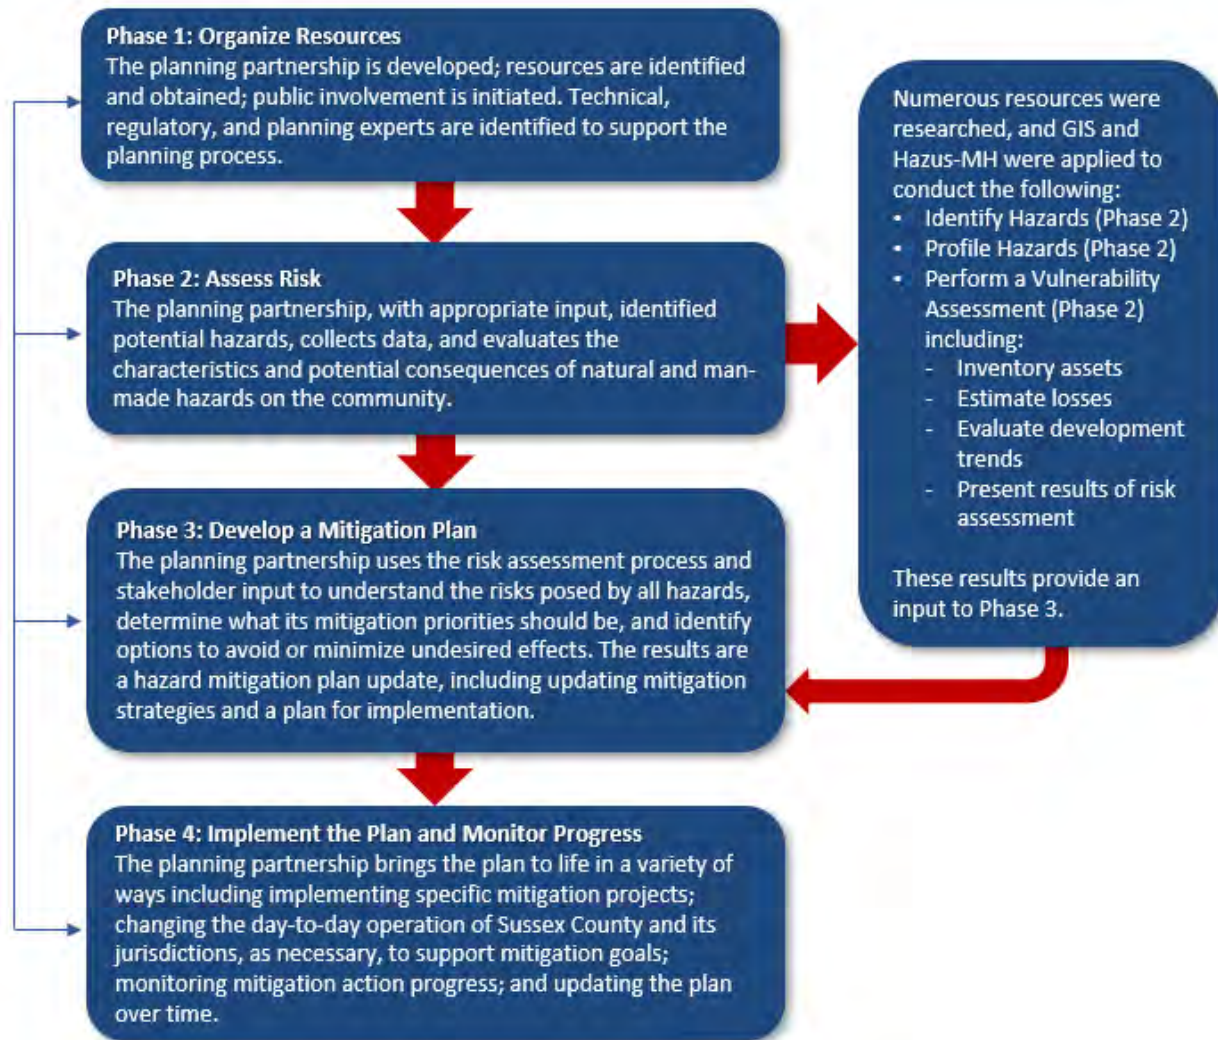 Phase 1: Organize Resources
The planning partnership is developed; resources are identified
and obtained; public involvement is initiated. Technical,
regulatory, and planning experts are identified to support the
planning process.
Phase 2: Assess Risk
The planning partnership, with appropriate input, identified
potential hazards, collects data, and evaluates the
characteristics and potential consequences of natural and man-
made hazards on the community.
Numerous resources were
researched, and GIS and
Hazus-MH were applied to
conduct the following:
• Identify Hazards (Phase 2)
• Profile Hazards (Phase 2)
• Perform a Vulnerability
Assessment (Phase 2)
including:
- Inventory assets
- Estimate losses
- Evaluate development
trends
- Present results of risk
assessment
These results provide an
input to Phase 3.
Phase 3: Develop a Mitigation Plan
The planning partnership uses the risk assessment process and
stakeholder input to understand the risks posed by all hazards,
determine what its mitigation priorities should be, and identify
options to avoid or minimize undesired effects. The results are
a hazard mitigation plan update, including updating mitigation
strategies and a plan for implementation.
Phase 4: Implement the Plan and Monitor Progress
The planning partnership brings the plan to life in a variety of
ways including implementing specific mitigation projects;
changing the day-to-day operation of Sussex County and its
jurisdictions, as necessary, to support mitigation goals;
monitoring mitigation action progress; and updating the plan
over time.